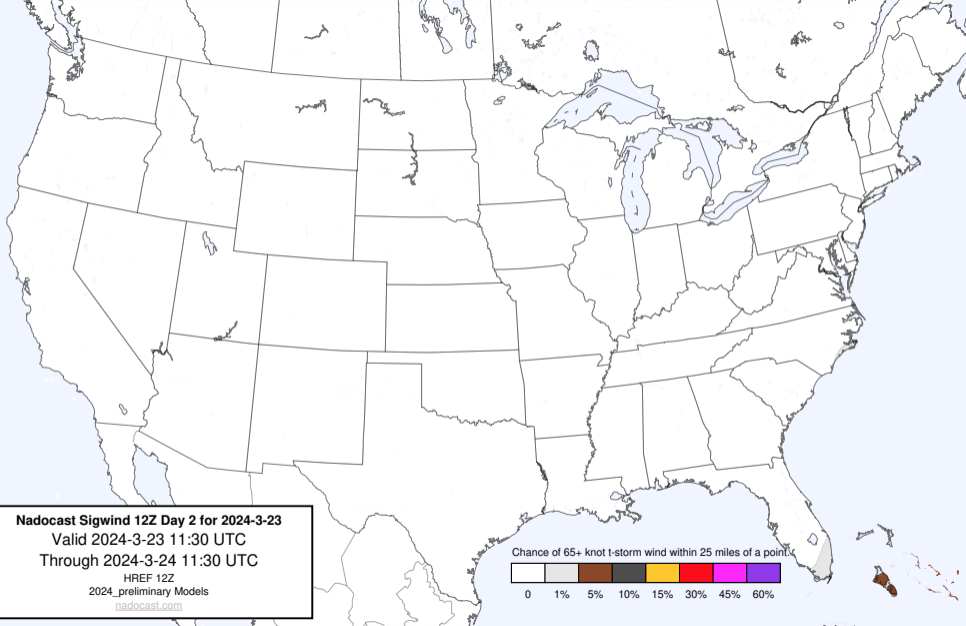 Chance of 65+ knot t-storm wind within 25 miles of a point.
0 1% 5% 10% 15% 30% 45% 60%
Nadocast Sigwind 12Z Day 2 for 2024-3-23
Valid 2024-3-23 11:30 UTC
Through 2024-3-24 11:30 UTC
HREF 12Z
2024_preliminary Models
nadocast.com